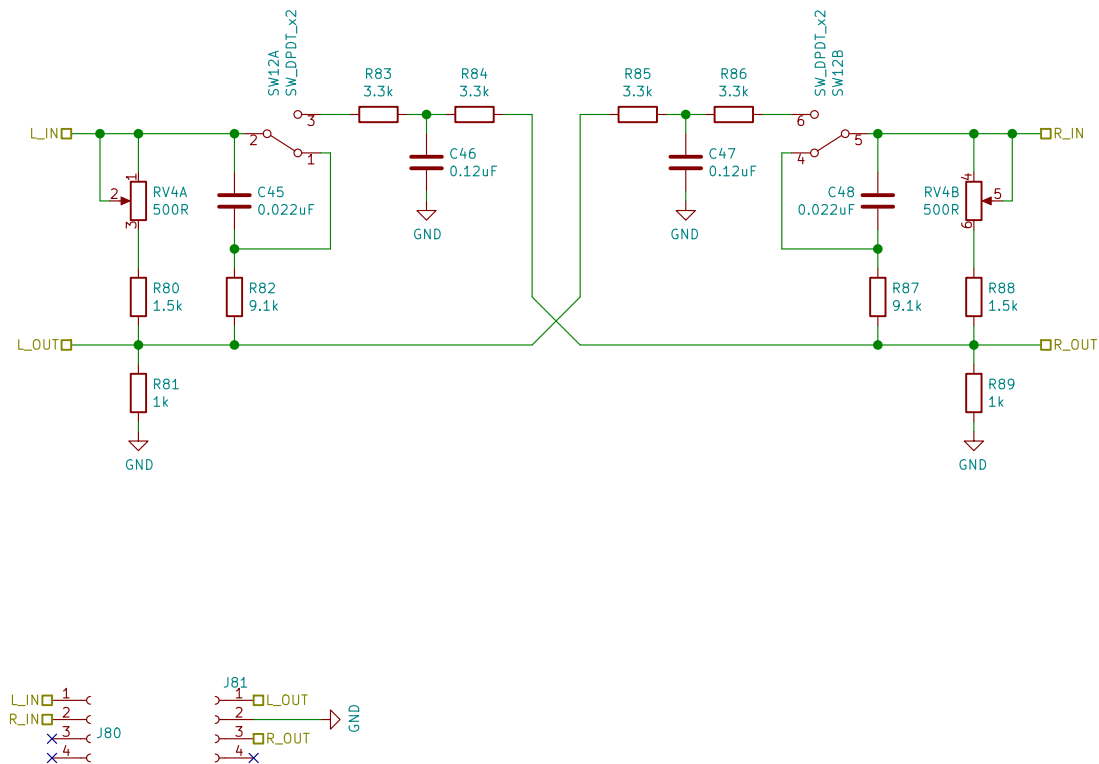 SW12A
SW_DPDT_x2
SW_DPDT_x2
SW12B
R83
3.3k
R84
3.3k
R85
3.3k
R86
3.3k
3
6
L_IN
2
1
5
4
R_IN
C46
0.12uF
C47
0.12uF
1
2
3
RV4A
500R
C45
0.022uF
C48
0.022uF
RV4B
500R
4
5
6
GND
GND
R80
1.5k
R82
9.1k
R87
9.1k
R88
1.5k
L_OUT
R_OUT
R81
1k
R89
1k
GND
GND
L_IN 1
R_IN 2
3
4
J80
J81
1 L_OUT
2 GND
3 R_OUT
4